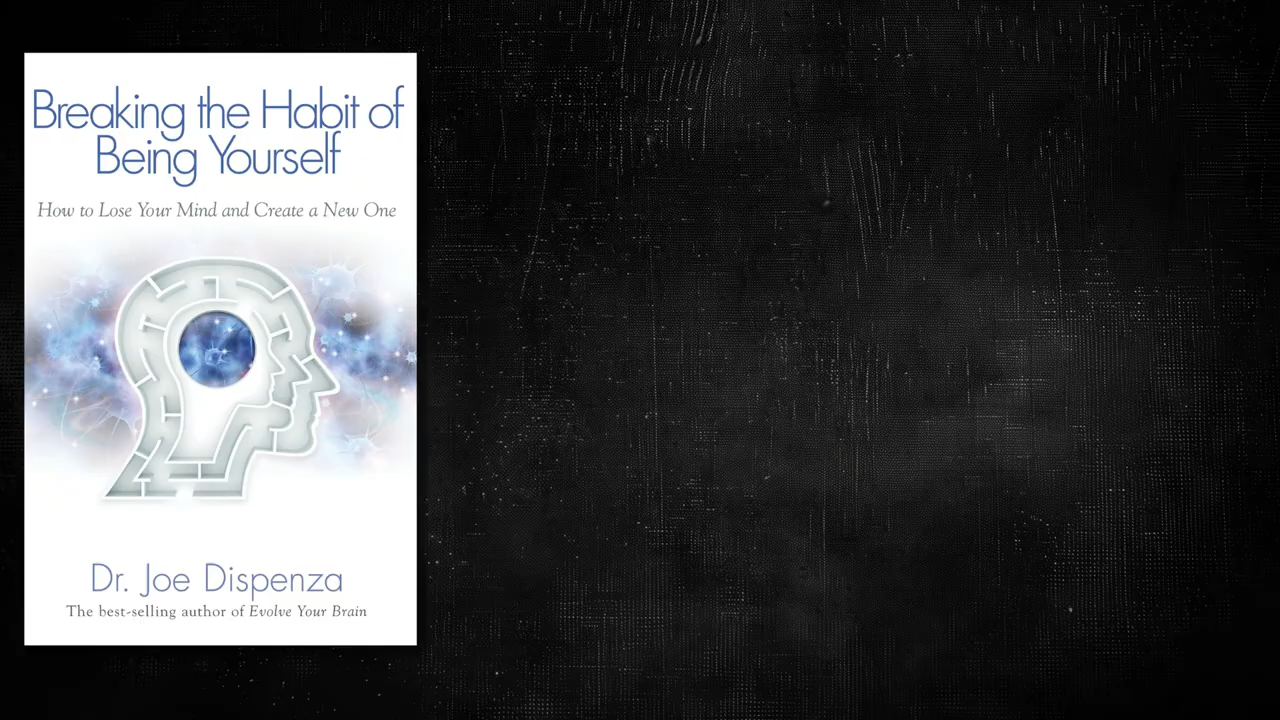 Breaking the Habit of
Being Yourself
How to Lose Your Mind and Create a New One
Dr. Joe Dispenza
The best-selling author of Evolve Your Brain